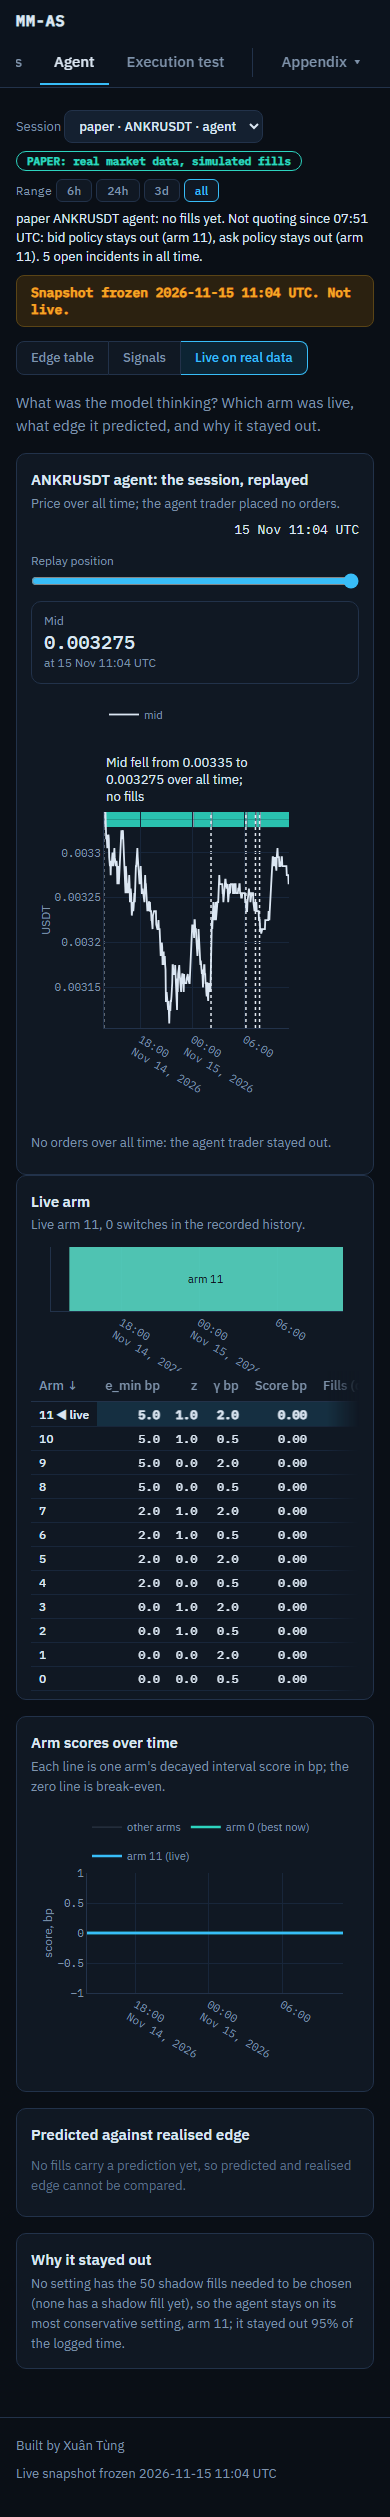 MM-AS
s Agent Execution test Appendix ▾
Session paper · ANKRUSDT · agent
PAPER: real market data, simulated fills
Range 6h 24h 3d all
paper ANKRUSDT agent: no fills yet. Not quoting since 07:51
UTC: bid policy stays out (arm 11), ask policy stays out (arm
11). 5 open incidents in all time.
Snapshot frozen 2026-11-15 11:04 UTC. Not
live.
Edge table Signals Live on real data
What was the model thinking? Which arm was live,
what edge it predicted, and why it stayed out.
ANKRUSDT agent: the session, replayed
Price over all time; the agent trader placed no orders.
15 Nov 11:04 UTC
Replay position
Mid
0.003275
at 15 Nov 11:04 UTC
mid
Mid fell from 0.00335 to
0.003275 over all time;
no fills
0.0033
0.00325
0.0032
0.00315
USDT
18:00
Nov 14, 2026
00:00
Nov 15, 2026
06:00
No orders over all time: the agent trader stayed out.
Live arm
Live arm 11, 0 switches in the recorded history.
arm 11
18:00
Nov 14, 2026
00:00
Nov 15, 2026
06:00
Arm ↓ e_min bp z γ bp Score bp Fills
11 ◀ live 5.0 1.0 2.0 0.00
10 5.0 1.0 0.5 0.00
9 5.0 0.0 2.0 0.00
8 5.0 0.0 0.5 0.00
7 2.0 1.0 2.0 0.00
6 2.0 1.0 0.5 0.00
5 2.0 0.0 2.0 0.00
4 2.0 0.0 0.5 0.00
3 0.0 1.0 2.0 0.00
2 0.0 1.0 0.5 0.00
1 0.0 0.0 2.0 0.00
0 0.0 0.0 0.5 0.00
Arm scores over time
Each line is one arm's decayed interval score in bp; the
zero line is break-even.
other arms arm 0 (best now)
arm 11 (live)
1
0.5
0
−0.5
−1
score, bp
18:00
Nov 14, 2026
00:00
Nov 15, 2026
06:00
Predicted against realised edge
No fills carry a prediction yet, so predicted and realised
edge cannot be compared.
Why it stayed out
No setting has the 50 shadow fills needed to be chosen
(none has a shadow fill yet), so the agent stays on its
most conservative setting, arm 11; it stayed out 95% of
the logged time.
Built by Xuân Tùng
Live snapshot frozen 2026-11-15 11:04 UTC